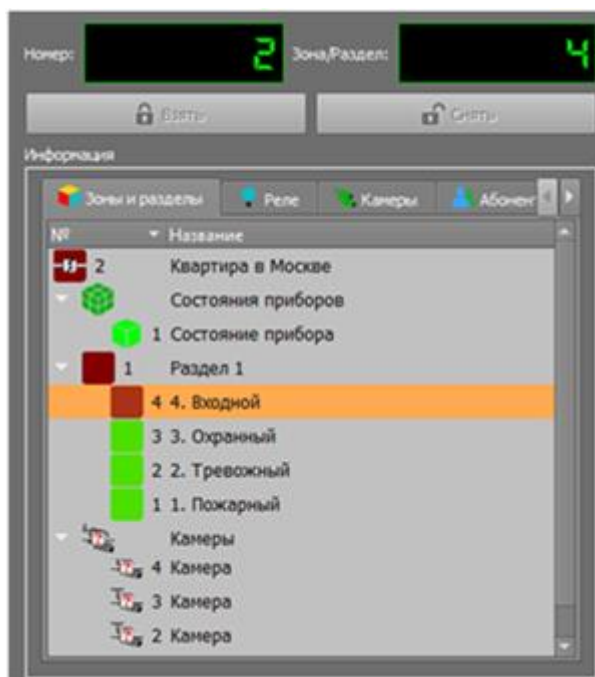 Номер: 2 Зона/Раздел: 4
Взять Снять
Информация
Зоны и разделы Реле Камеры Абонент
№ Название
2 Квартира в Москве
Состояния приборов
1 Состояние прибора
1 Раздел 1
4 4. Входной
3 3. Охранный
2 2. Тревожный
1 1. Пожарный
Камеры
4 Камера
3 Камера
2 Камера